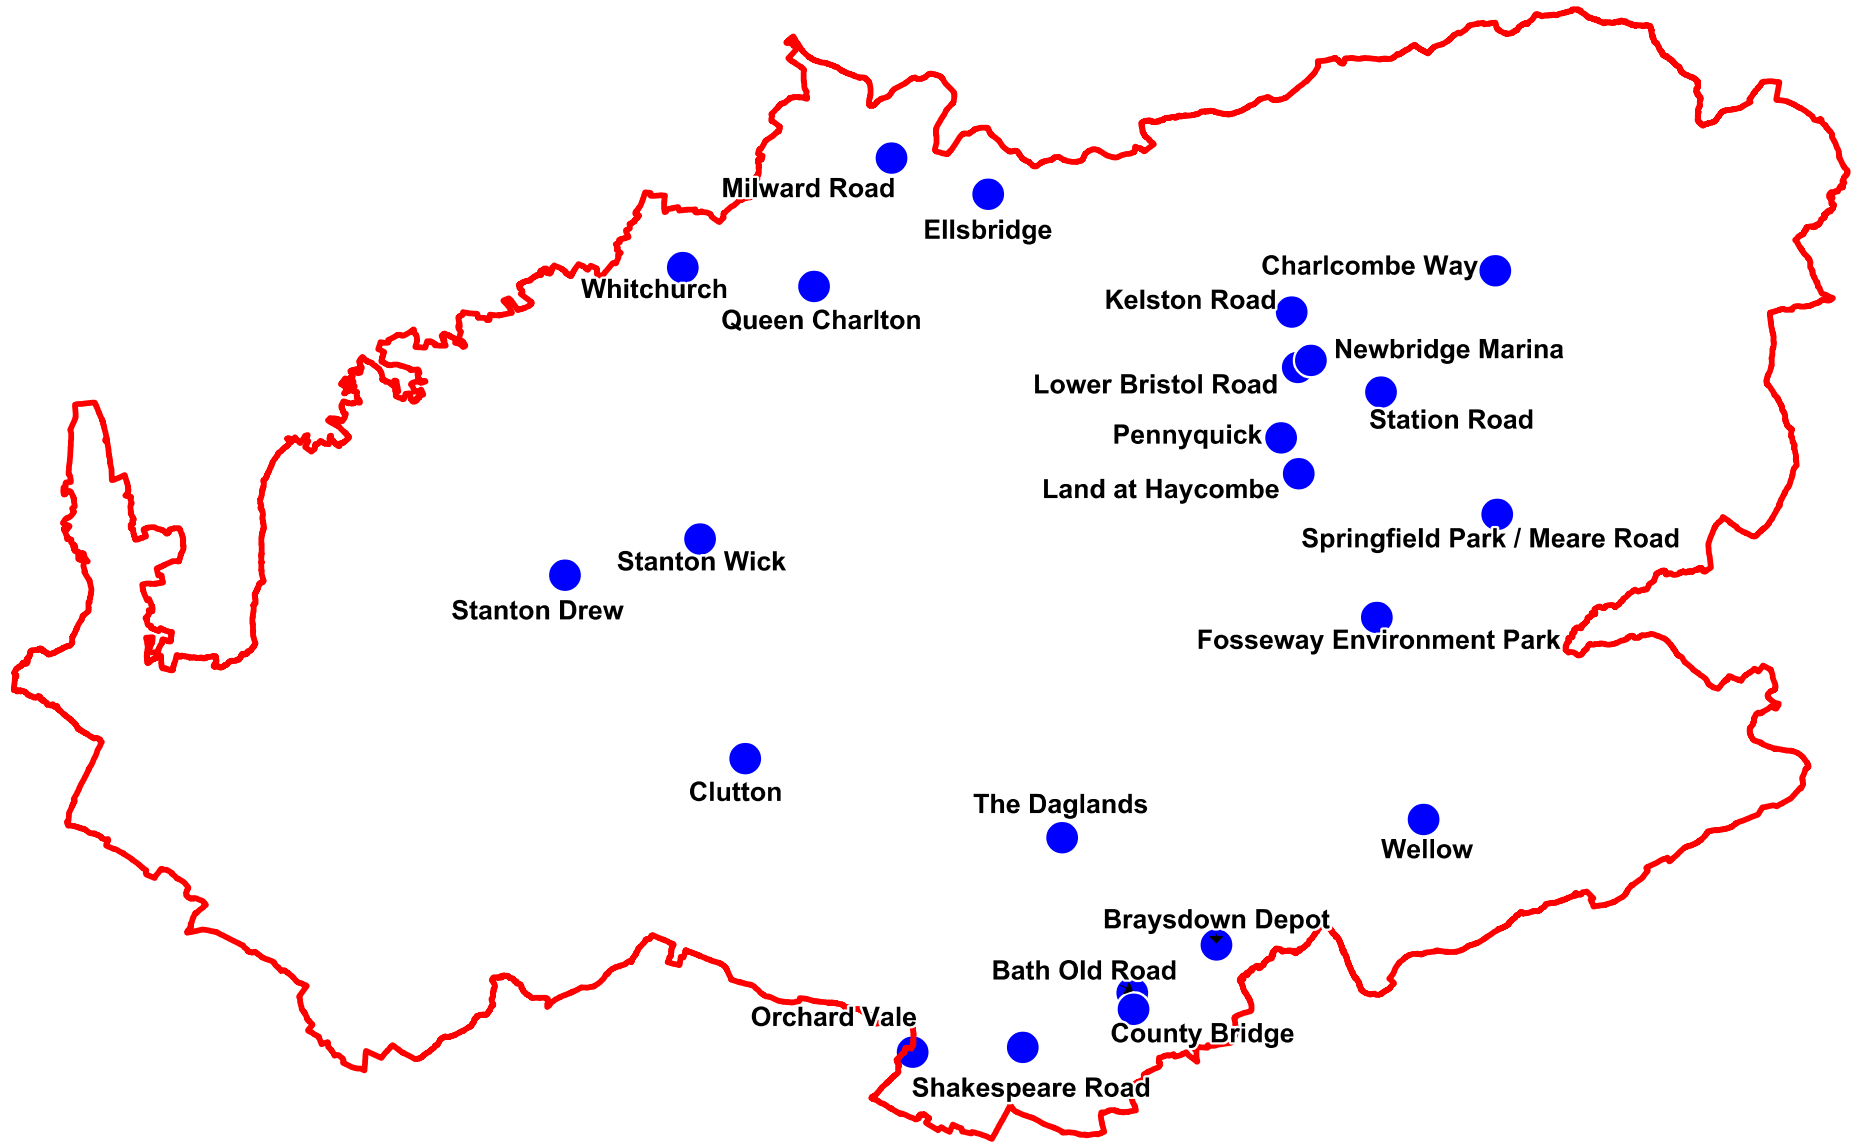 Milward Road
Ellsbridge
Charlcombe Way
Whitchurch
Kelston Road
Queen Charlton
Newbridge Marina
Lower Bristol Road
Station Road
Pennyquick
Land at Haycombe
Springfield Park / Meare Road
Stanton Wick
Stanton Drew
Fosseway Environment Park
Clutton
The Daglands
Wellow
Braysdown Depot
Bath Old Road
Orchard Vale
County Bridge
Shakespeare Road